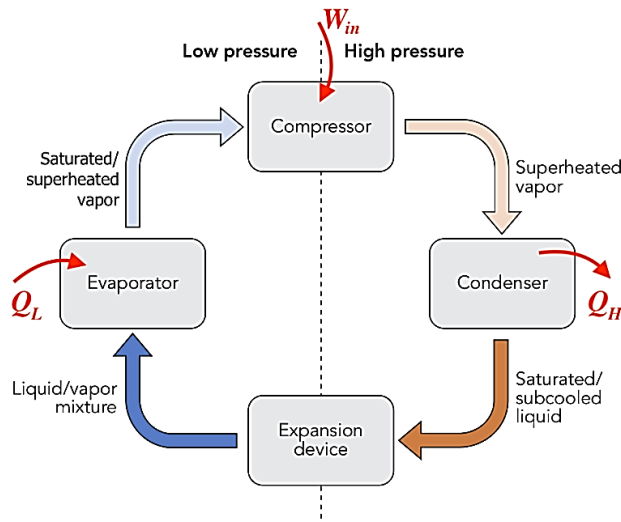 W_in
Low pressure
High pressure
Compressor
Saturated/
superheated
vapor
Superheated
vapor
Evaporator
Condenser
Q_L
Q_H
Liquid/vapor
mixture
Saturated/
subcooled
liquid
Expansion
device